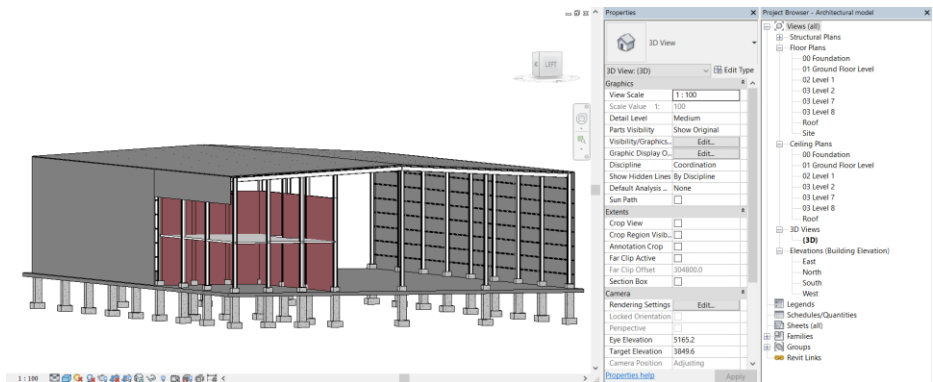 Properties
3D View
3D View: (3D)
Edit Type
Graphics
View Scale 1 : 100
Scale Value 1: 100
Detail Level Medium
Parts Visibility Show Original
Visibility/Graphics... Edit...
Graphic Display O... Edit...
Discipline Coordination
Show Hidden Lines By Discipline
Default Analysis ... None
Sun Path
Extents
Crop View
Crop Region Visib...
Annotation Crop
Far Clip Active
Far Clip Offset 304800.0
Section Box
Camera
Rendering Settings Edit...
Locked Orientation
Perspective
Eye Elevation 5165.2
Target Elevation 3849.6
Camera Position Adjusting
Properties help Apply
Project Browser - Architectural model
Views (all)
Structural Plans
Floor Plans
00 Foundation
01 Ground Floor Level
02 Level 1
03 Level 7
03 Level 8
Roof
Site
Ceiling Plans
00 Foundation
01 Ground Floor Level
02 Level 1
03 Level 7
03 Level 8
Roof
3D Views
(3D)
Elevations (Building Elevation)
East
North
South
West
Legends
Schedules/Quantities
Sheets (all)
Families
Groups
Revit Links
LEFT
1 : 100